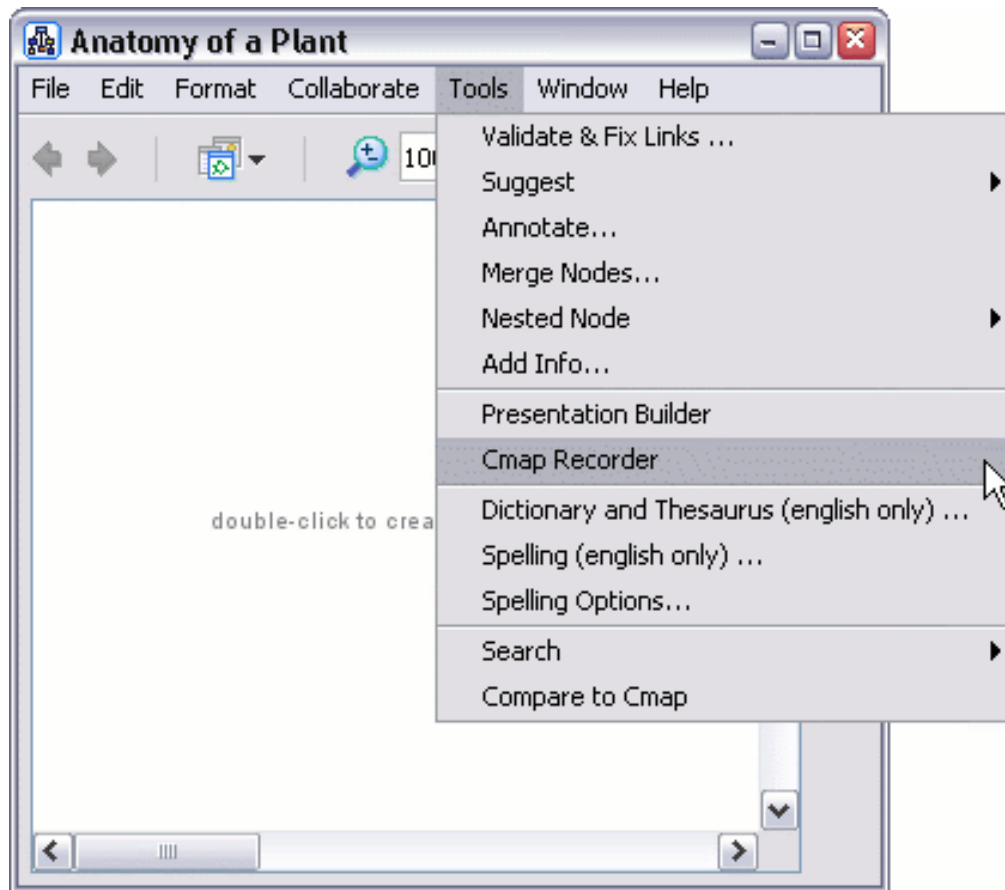 Anatomy of a Plant
File Edit Format Collaborate Tools Window Help
10
Validate & Fix Links ...
Suggest
Annotate...
Merge Nodes...
Nested Node
Add Info...
Presentation Builder
Cmap Recorder
double-click to crea
Dictionary and Thesaurus (english only) ...
Spelling (english only) ...
Spelling Options...
Search
Compare to Cmap